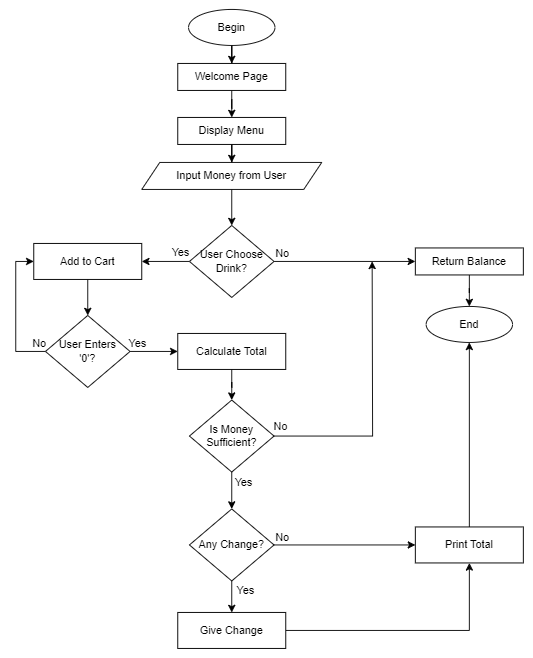 Begin
Welcome Page
Display Menu
Input Money from User
User Choose
Drink?
Yes
No
Add to Cart
Return Balance
End
User Enters
'0'?
No
Yes
Calculate Total
Is Money
Sufficient?
No
Yes
Any Change?
No
Print Total
Yes
Give Change